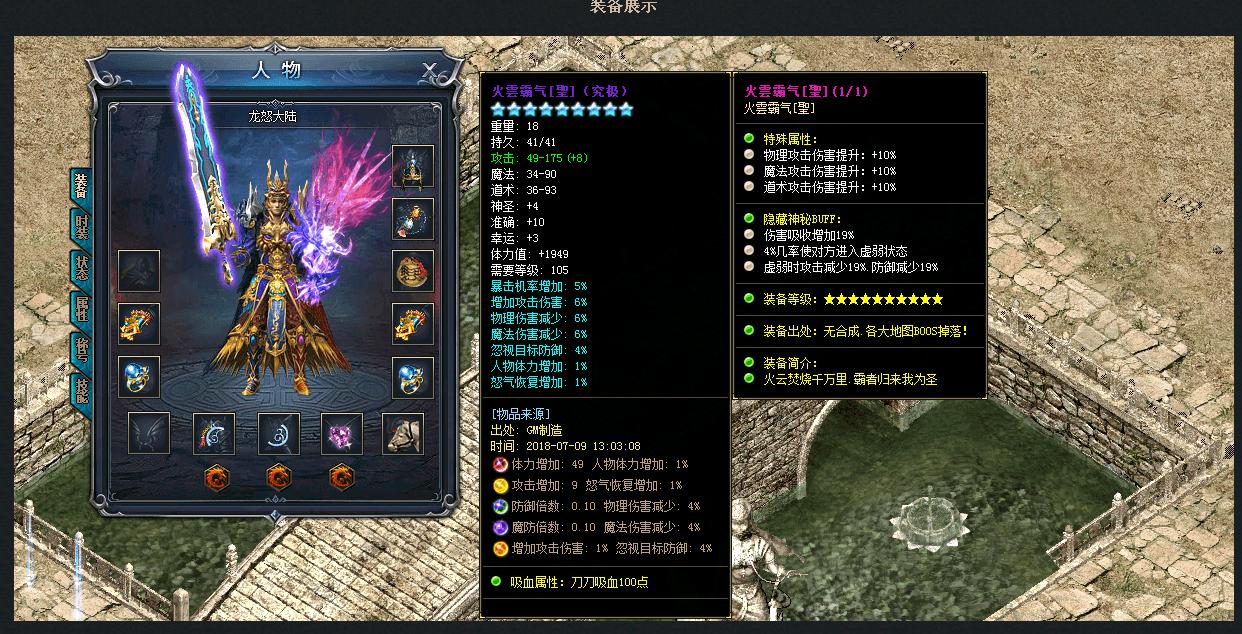 装备展示
人物
龙怒大陆
装备
时装
状态
属性
称号
技能
火雲霸气[聖]（究极）
重量: 18
持久: 41/41
攻击: 49-175 (+8)
魔法: 34-90
道术: 36-93
神圣: +4
准确: +10
幸运: +3
体力值: +1949
需要等级: 105
暴击机率增加: 5%
增加攻击伤害: 6%
物理伤害减少: 6%
魔法伤害减少: 6%
忽视目标防御: 4%
人物体力增加: 1%
怒气恢复增加: 1%
[物品来源]
出处: GM制造
时间: 2018-07-09 13:03:08
体力增加: 49 人物体力增加: 1%
攻击增加: 9 怒气恢复增加: 1%
防御倍数: 0.10 物理伤害减少: 4%
魔防倍数: 0.10 魔法伤害减少: 4%
增加攻击伤害: 1% 忽视目标防御: 4%
吸血属性: 刀刀吸血100点
火雲霸气[聖](1/1)
火雲霸气[聖]
特殊属性:
物理攻击伤害提升: +10%
魔法攻击伤害提升: +10%
道术攻击伤害提升: +10%
隐藏神秘BUFF:
伤害吸收增加19%
4%几率使对方进入虚弱状态
虚弱时攻击减少19%.防御减少19%
装备等级: ★★★★★★★★★★
装备出处: 无合成.各大地图BOOS掉落!
装备简介:
火云焚烧千万里.霸者归来我为圣